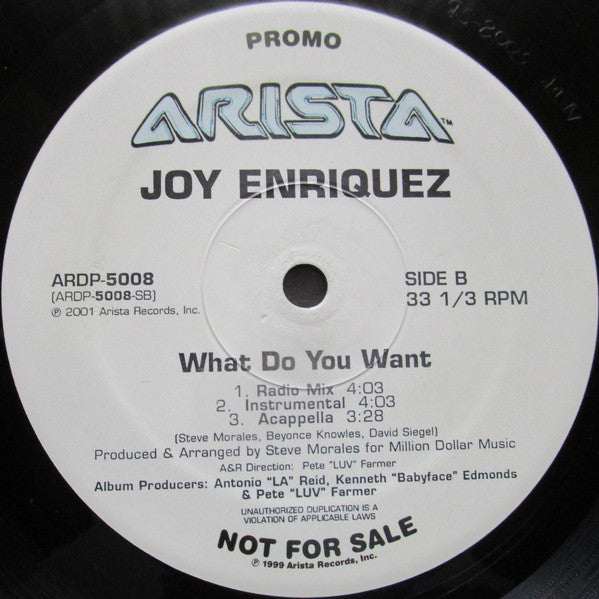 PROMO
ARISTA™
JOY ENRIQUEZ
ARDP-5008
(ARDP-5008-SB)
℗ 2001 Arista Records, Inc.
SIDE B
33 1/3 RPM
What Do You Want
1. Radio Mix 4:03
2. Instrumental 4:03
3. Acappella 3:28
(Steve Morales, Beyonce Knowles, David Siegel)
Produced & Arranged by Steve Morales for Million Dollar Music
A&R Direction: Pete "LUV" Farmer
Album Producers: Antonio "LA" Reid, Kenneth "Babyface" Edmonds
& Pete "LUV" Farmer
UNAUTHORIZED DUPLICATION IS A
VIOLATION OF APPLICABLE LAWS
NOT FOR SALE
℗ 1999 Arista Records, Inc.